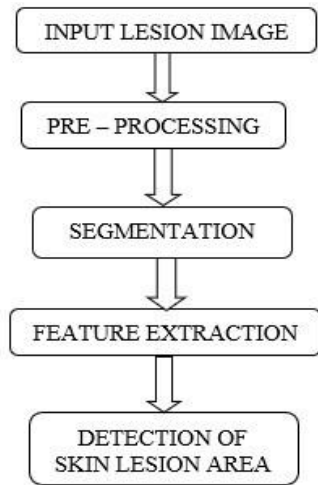 INPUT LESION IMAGE
PRE – PROCESSING
SEGMENTATION
FEATURE EXTRACTION
DETECTION OF
SKIN LESION AREA